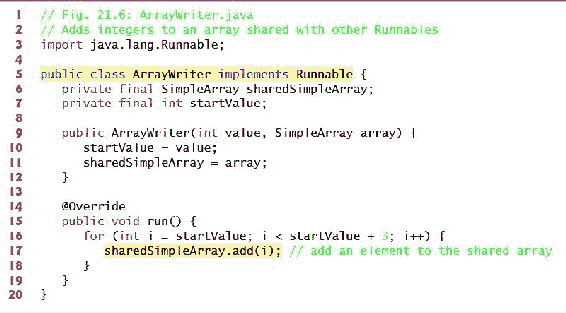 1 // Fig. 21.6: ArrayWriter.java
2 // Adds integers to an array shared with other Runnables
3 import java.lang.Runnable;
4
5 public class ArrayWriter implements Runnable {
6 private final SimpleArray sharedSimpleArray;
7 private final int startValue;
8
9 public ArrayWriter(int value, SimpleArray array) {
10 startValue = value;
11 sharedSimpleArray = array;
12 }
13
14 @Override
15 public void run() {
16 for (int i = startValue; i < startValue + 3; i++) {
17 sharedSimpleArray.add(i); // add an element to the shared array
18 }
19 }
20 }